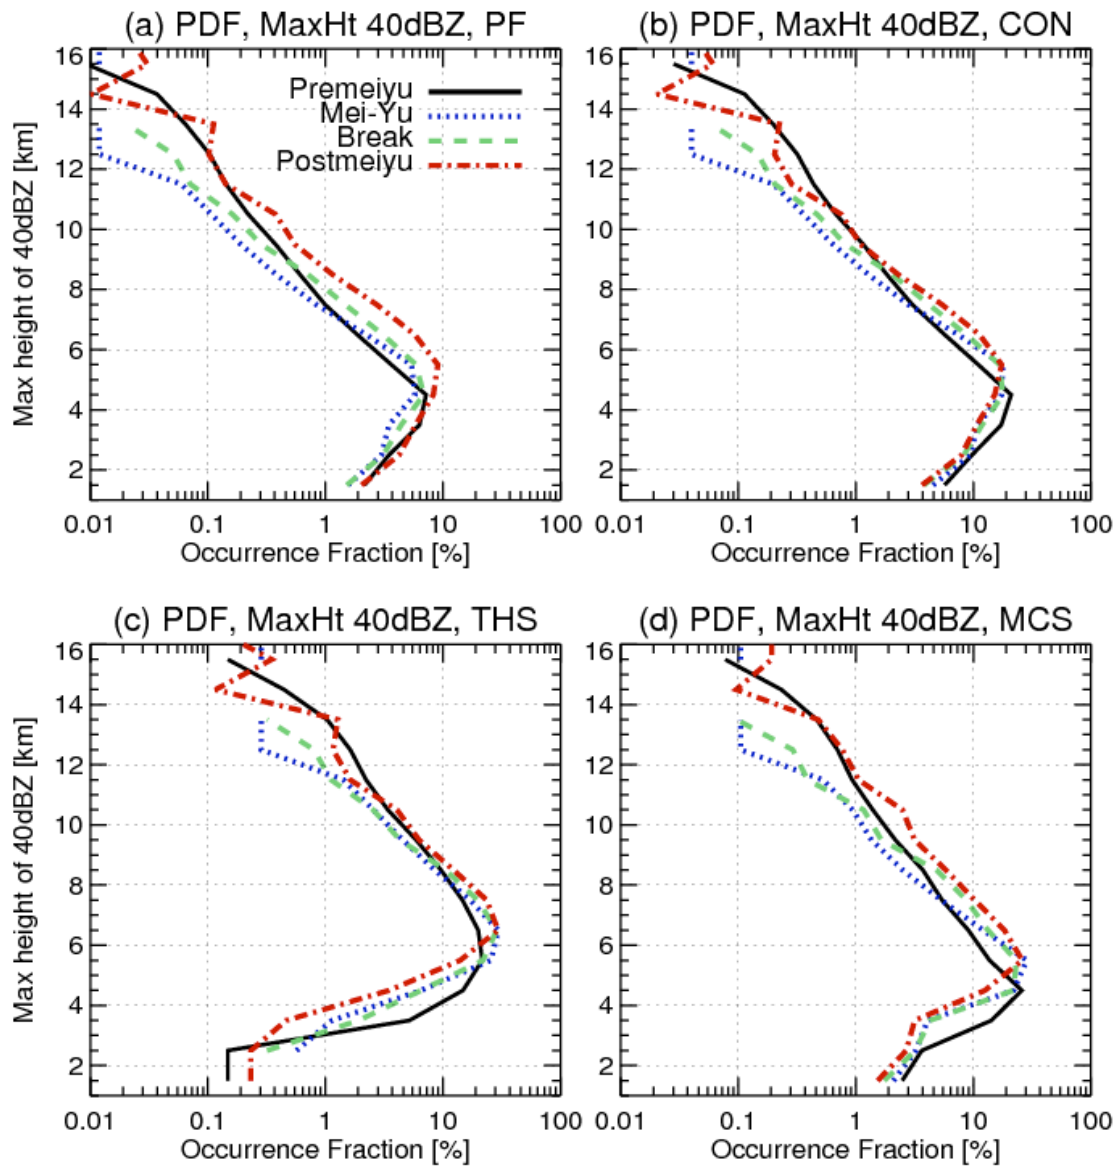 (a) PDF, MaxHt 40dBZ, PF
16
14
12
10
8
6
4
2
Max height of 40dBZ [km]
Premeiyu
Mei-Yu
Break
Postmeiyu
0.01 0.1 1 10 100
Occurrence Fraction [%]
(b) PDF, MaxHt 40dBZ, CON
16
14
12
10
8
6
4
2
0.01 0.1 1 10 100
Occurrence Fraction [%]
(c) PDF, MaxHt 40dBZ, THS
16
14
12
10
8
6
4
2
Max height of 40dBZ [km]
0.01 0.1 1 10 100
Occurrence Fraction [%]
(d) PDF, MaxHt 40dBZ, MCS
16
14
12
10
8
6
4
2
0.01 0.1 1 10 100
Occurrence Fraction [%]